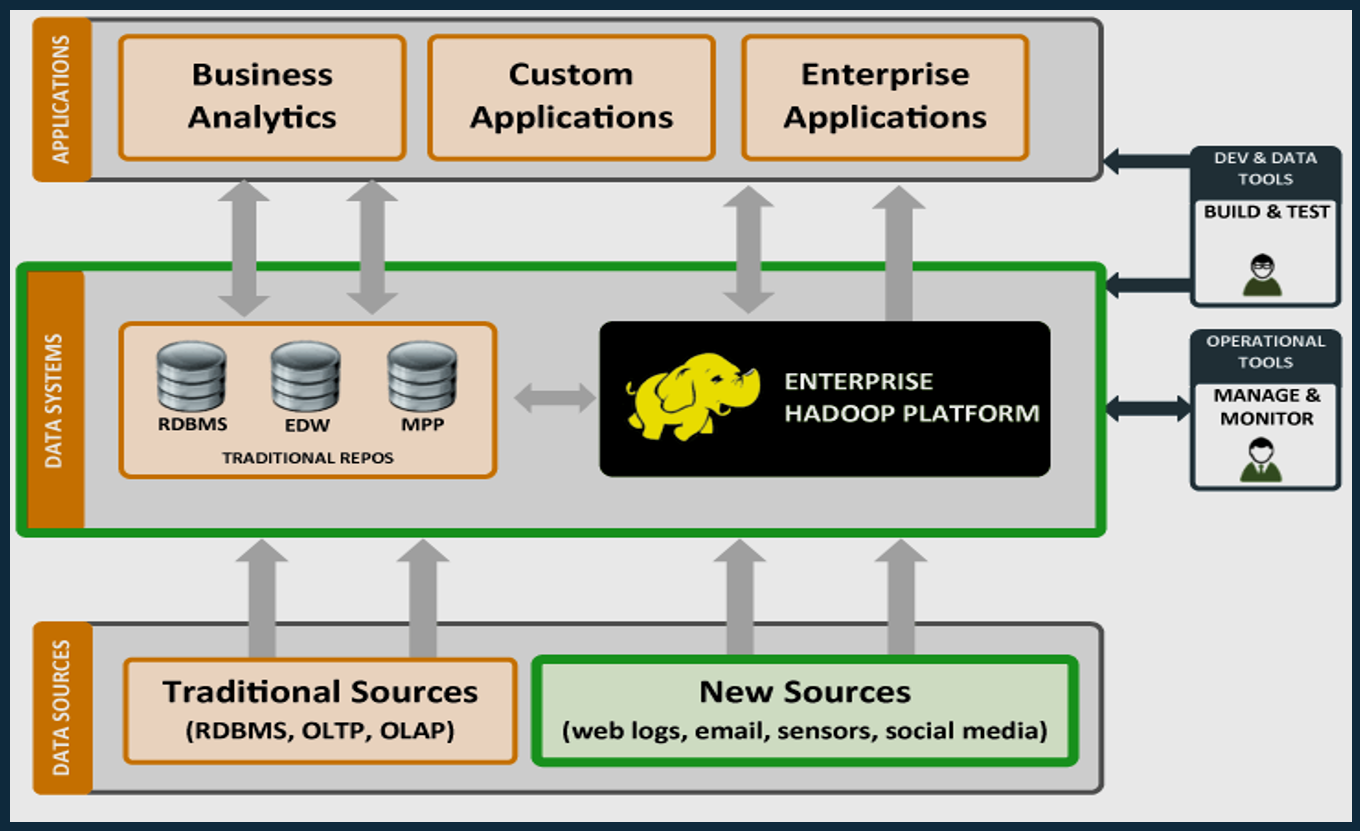 APPLICATIONS
Business
Analytics
Custom
Applications
Enterprise
Applications
DEV & DATA
TOOLS
BUILD & TEST
DATA SYSTEMS
RDBMS
EDW
MPP
TRADITIONAL REPOS
ENTERPRISE
HADOOP PLATFORM
OPERATIONAL
TOOLS
MANAGE &
MONITOR
DATA SOURCES
Traditional Sources
(RDBMS, OLTP, OLAP)
New Sources
(web logs, email, sensors, social media)